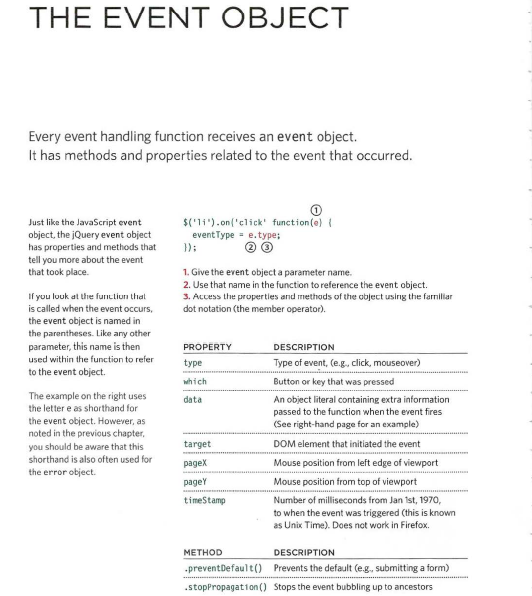 THE EVENT OBJECT
Every event handling function receives an event object.
It has methods and properties related to the event that occurred.
Just like the JavaScript event
object, the jQuery event object
has properties and methods that
tell you more about the event
that took place.
If you look at the function that
is called when the event occurs,
the event object is named in
the parentheses. Like any other
parameter, this name is then
used within the function to refer
to the event object.
The example on the right uses
the letter e as shorthand for
the event object. However, as
noted in the previous chapter,
you should be aware that this
shorthand is also often used for
the error object.
①
$('li').on('click' function(e) {
eventType = e.type;
}); ② ③
1. Give the event object a parameter name.
2. Use that name in the function to reference the event object.
3. Access the properties and methods of the object using the familiar
dot notation (the member operator).
PROPERTY DESCRIPTION
type Type of event, (e.g., click, mouseover)
which Button or key that was pressed
data An object literal containing extra information
passed to the function when the event fires
(See right-hand page for an example)
target DOM element that initiated the event
pageX Mouse position from left edge of viewport
pageY Mouse position from top of viewport
timeStamp Number of milliseconds from Jan 1st, 1970,
to when the event was triggered (this is known
as Unix Time). Does not work in Firefox.
METHOD DESCRIPTION
.preventDefault() Prevents the default (e.g., submitting a form)
.stopPropagation() Stops the event bubbling up to ancestors